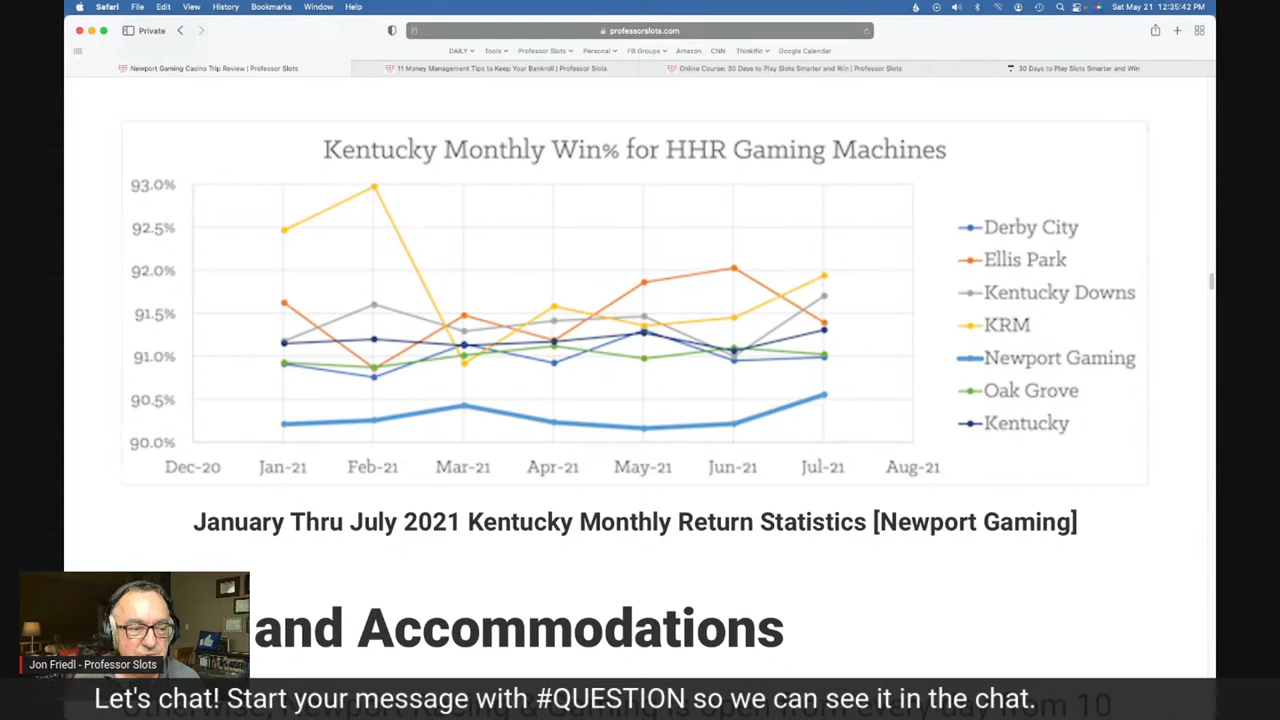 Safari File Edit View History Bookmarks Window Help Sat May 21 12:35:42 PM
Private professorslots.com
DAILY Tools Professor Slots Personal FB Groups Amazon CNN Thinkific Google Calendar
Newport Gaming Casino Trip Review | Professor Slots 11 Money Management Tips to Keep Your Bankroll | Professor Slots Online Course: 30 Days to Play Slots Smarter and Win | Professor Slots 30 Days to Play Slots Smarter and Win
Kentucky Monthly Win% for HHR Gaming Machines
93.0%
92.5%
92.0%
91.5%
91.0%
90.5%
90.0%
Dec-20 Jan-21 Feb-21 Mar-21 Apr-21 May-21 Jun-21 Jul-21 Aug-21
Derby City
Ellis Park
Kentucky Downs
KRM
Newport Gaming
Oak Grove
Kentucky
January Thru July 2021 Kentucky Monthly Return Statistics [Newport Gaming]
and Accommodations
Jon Friedl - Professor Slots
Let's chat! Start your message with #QUESTION so we can see it in the chat.